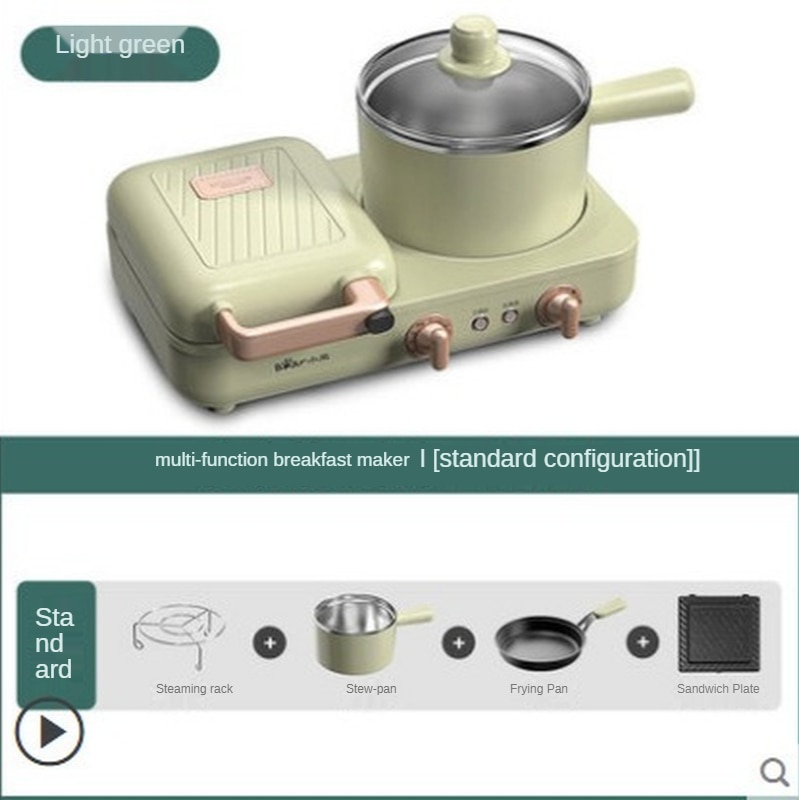 Light green
Bear
multi-function breakfast maker I [standard configuration]]
Sta
nd
ard
Steaming rack
Stew-pan
Frying Pan
Sandwich Plate